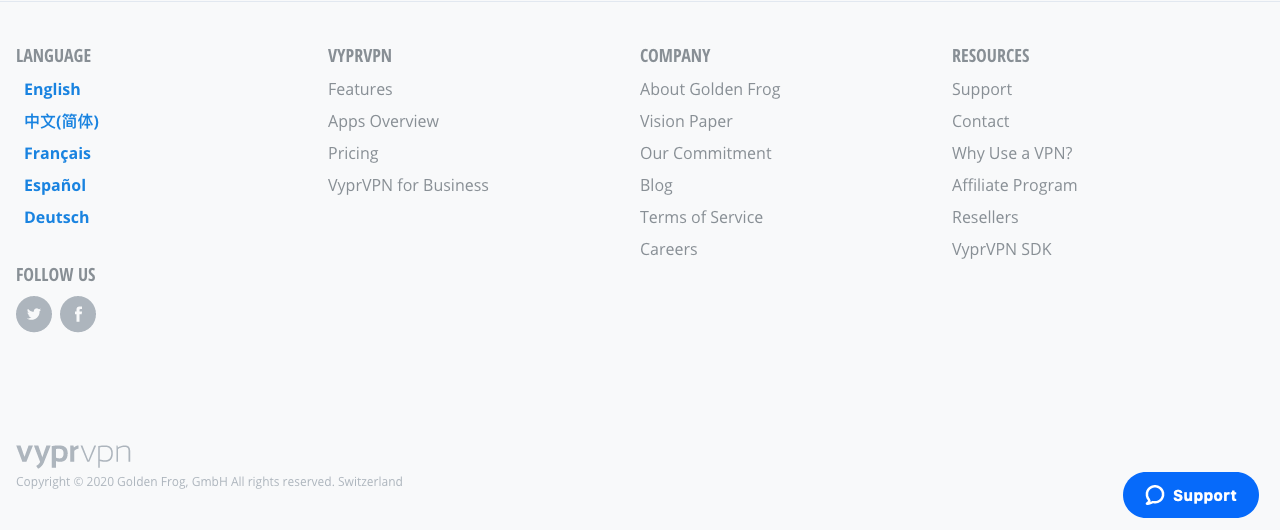 LANGUAGE
English
中文(简体)
Français
Español
Deutsch
FOLLOW US
VYPRVPN
Features
Apps Overview
Pricing
VyprVPN for Business
COMPANY
About Golden Frog
Vision Paper
Our Commitment
Blog
Terms of Service
Careers
RESOURCES
Support
Contact
Why Use a VPN?
Affiliate Program
Resellers
VyprVPN SDK
vyprvpn
Copyright © 2020 Golden Frog, GmbH All rights reserved. Switzerland
Support